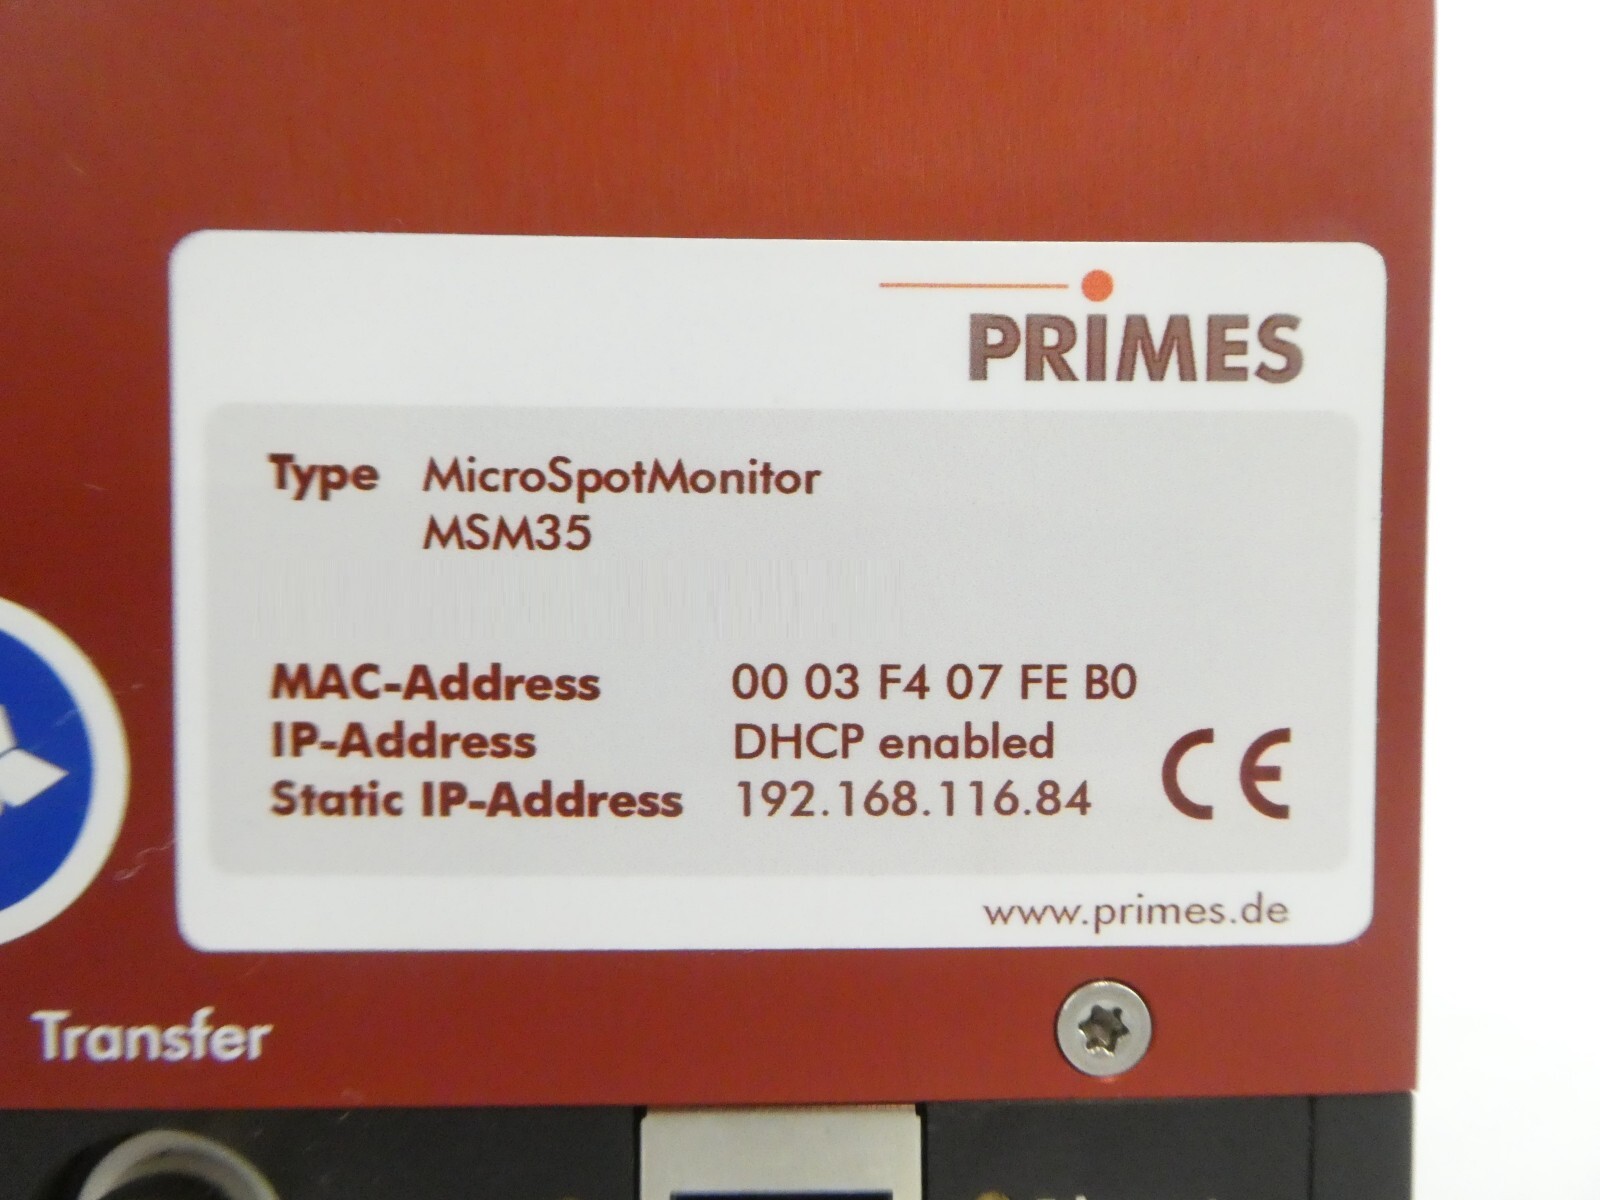 PRIMES
Type MicroSpotMonitor
MSM35
MAC-Address 00 03 F4 07 FE B0
IP-Address DHCP enabled
Static IP-Address 192.168.116.84
CE
www.primes.de
Transfer